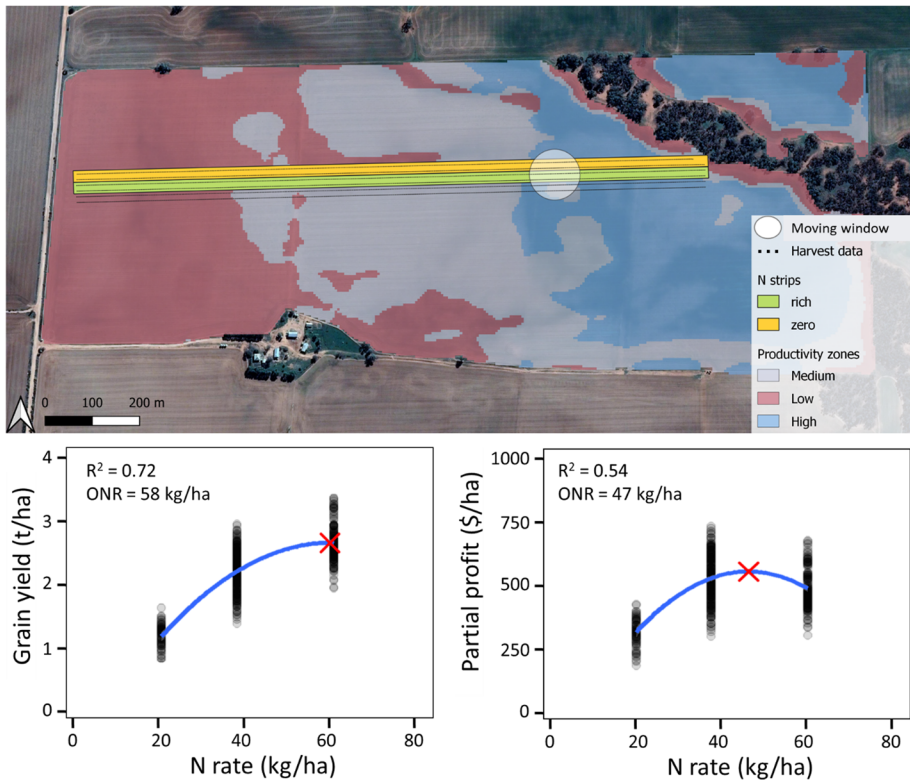 Moving window
Harvest data
N strips
rich
zero
Productivity zones
Medium
Low
High
0 100 200 m
4
3
2
1
0
Grain yield (t/ha)
R² = 0.72
ONR = 58 kg/ha
0 20 40 60 80
N rate (kg/ha)
1000
750
500
250
0
Partial profit ($/ha)
R² = 0.54
ONR = 47 kg/ha
0 20 40 60 80
N rate (kg/ha)